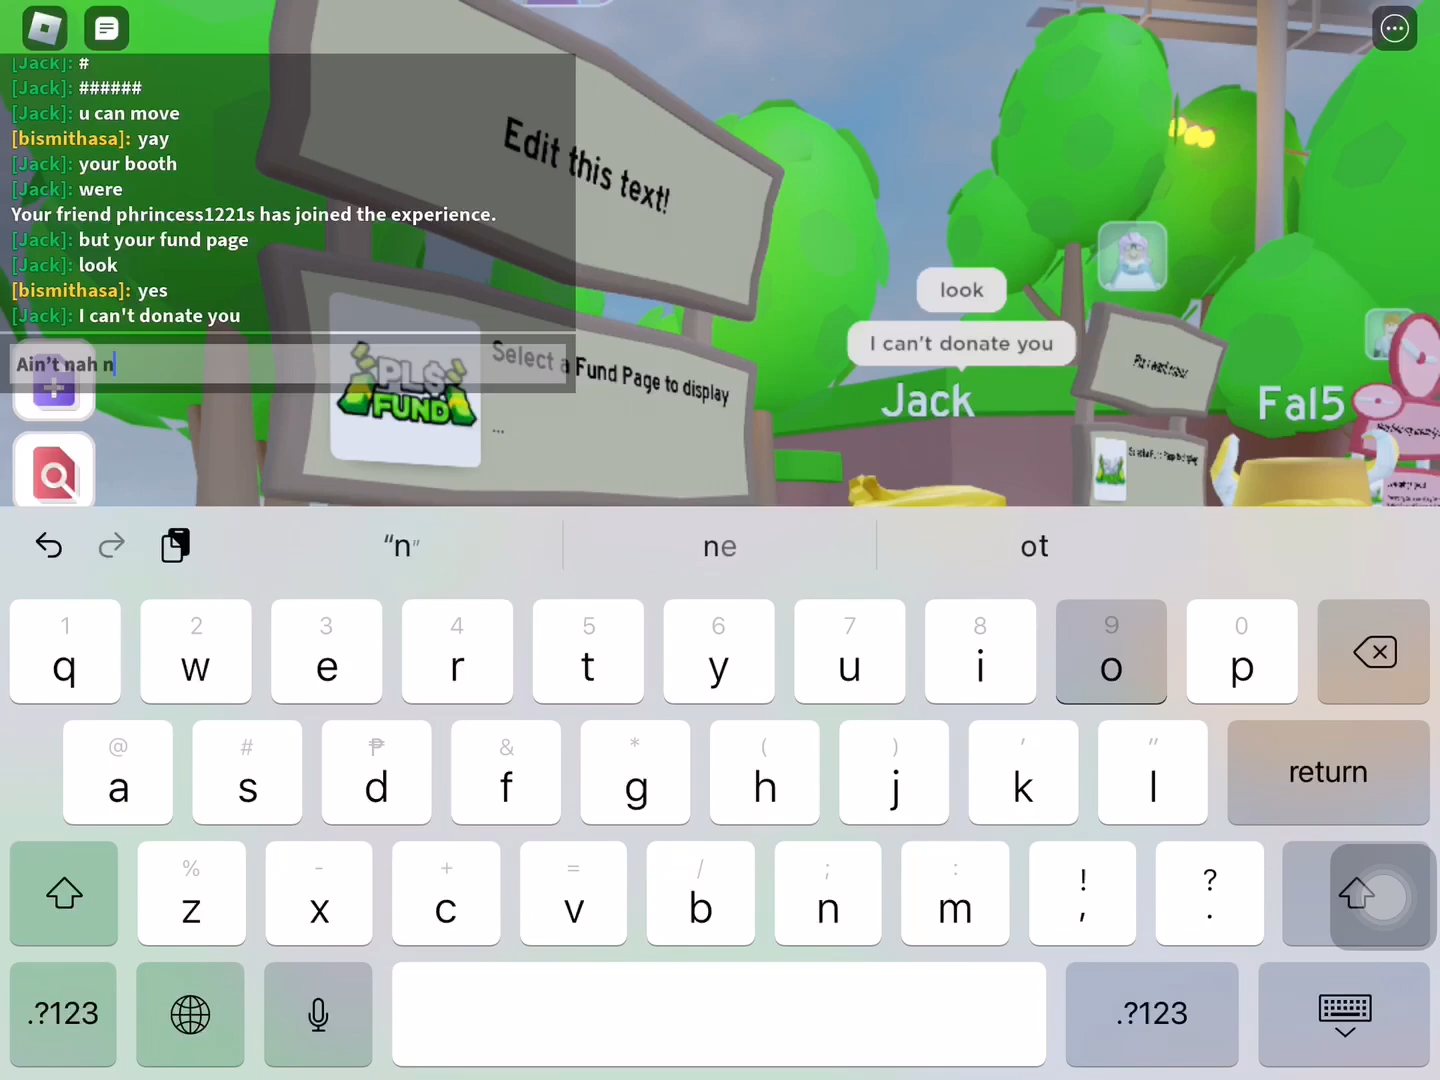 [Jack]: #
[Jack]: ######
[Jack]: u can move
[bismithasa]: yay
[Jack]: your booth
[Jack]: were
Your friend phrincess1221s has joined the experience.
[Jack]: but your fund page
[Jack]: look
[bismithasa]: yes
[Jack]: I can't donate you
Ain't nah n
Edit this text!
PL$
FUND
Select a Fund Page to display
...
look
I can't donate you
Jack
Fal5
“n”
ne
ot
1 2 3 4 5 6 7 8 9 0
q w e r t y u i o p
@ # ₱ & * ( ) ' "
a s d f g h j k l return
% - + = / ; : ! ?
z x c v b n m , .
.?123 .?123